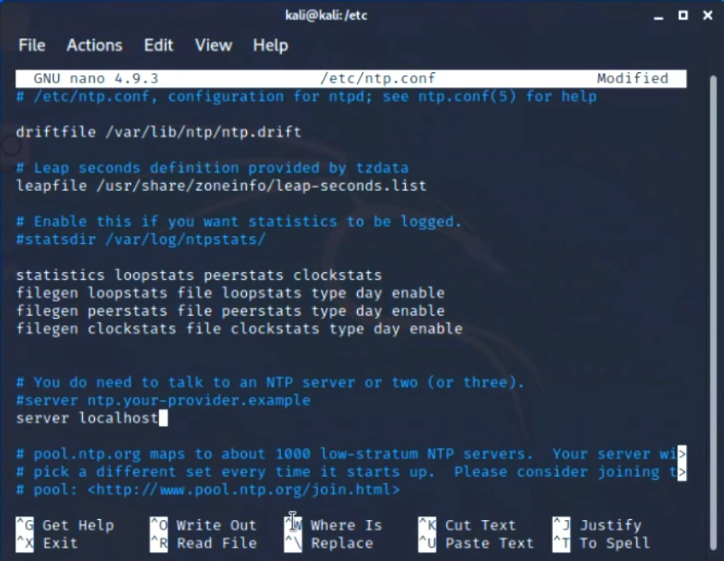 kali@kali:/etc
File Actions Edit View Help
GNU nano 4.9.3 /etc/ntp.conf Modified
# /etc/ntp.conf, configuration for ntpd; see ntp.conf(5) for help
driftfile /var/lib/ntp/ntp.drift
# Leap seconds definition provided by tzdata
leapfile /usr/share/zoneinfo/leap-seconds.list
# Enable this if you want statistics to be logged.
#statsdir /var/log/ntpstats/
statistics loopstats peerstats clockstats
filegen loopstats file loopstats type day enable
filegen peerstats file peerstats type day enable
filegen clockstats file clockstats type day enable
# You do need to talk to an NTP server or two (or three).
#server ntp.your-provider.example
server localhost
# pool.ntp.org maps to about 1000 low-stratum NTP servers.  Your server wi>
# pick a different set every time it starts up.  Please consider joining t>
# pool: <http://www.pool.ntp.org/join.html>
^G Get Help ^O Write Out ^W Where Is ^K Cut Text ^J Justify
^X Exit ^R Read File ^\ Replace ^U Paste Text ^T To Spell